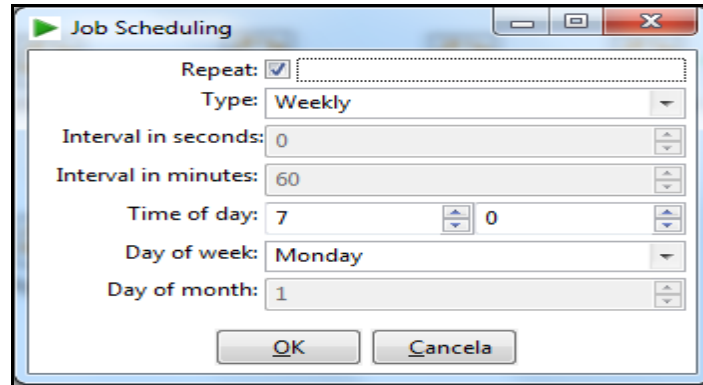 Job Scheduling
Repeat:
Type: Weekly
Interval in seconds: 0
Interval in minutes: 60
Time of day: 7 0
Day of week: Monday
Day of month: 1
OK Cancela